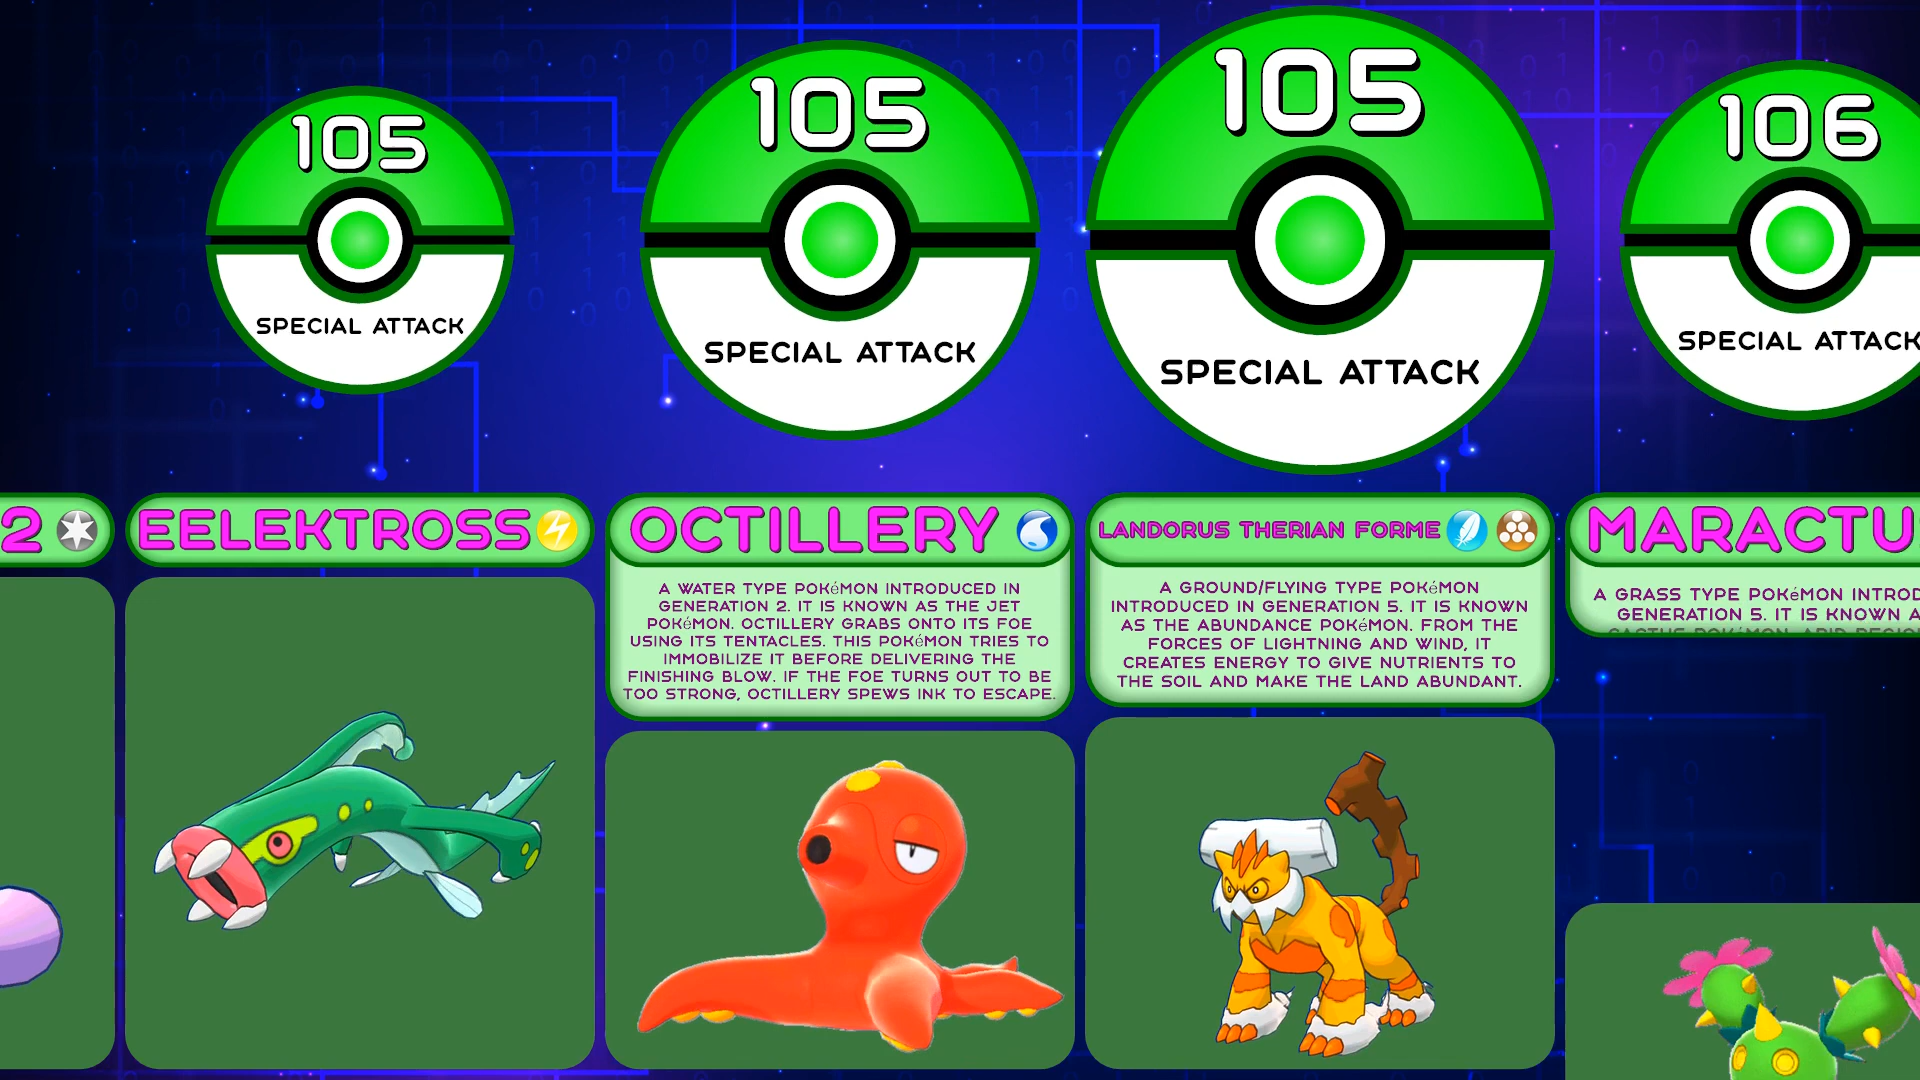 105
SPECIAL ATTACK
105
SPECIAL ATTACK
105
SPECIAL ATTACK
106
SPECIAL ATTACK
2
EELEKTROSS
OCTILLERY
A WATER TYPE POKéMON INTRODUCED IN
GENERATION 2. IT IS KNOWN AS THE JET
POKéMON. OCTILLERY GRABS ONTO ITS FOE
USING ITS TENTACLES. THIS POKéMON TRIES TO
IMMOBILIZE IT BEFORE DELIVERING THE
FINISHING BLOW. IF THE FOE TURNS OUT TO BE
TOO STRONG, OCTILLERY SPEWS INK TO ESCAPE.
LANDORUS THERIAN FORME
A GROUND/FLYING TYPE POKéMON
INTRODUCED IN GENERATION 5. IT IS KNOWN
AS THE ABUNDANCE POKéMON. FROM THE
FORCES OF LIGHTNING AND WIND, IT
CREATES ENERGY TO GIVE NUTRIENTS TO
THE SOIL AND MAKE THE LAND ABUNDANT.
MARACTU
A GRASS TYPE POKéMON INTROD
GENERATION 5. IT IS KNOWN A